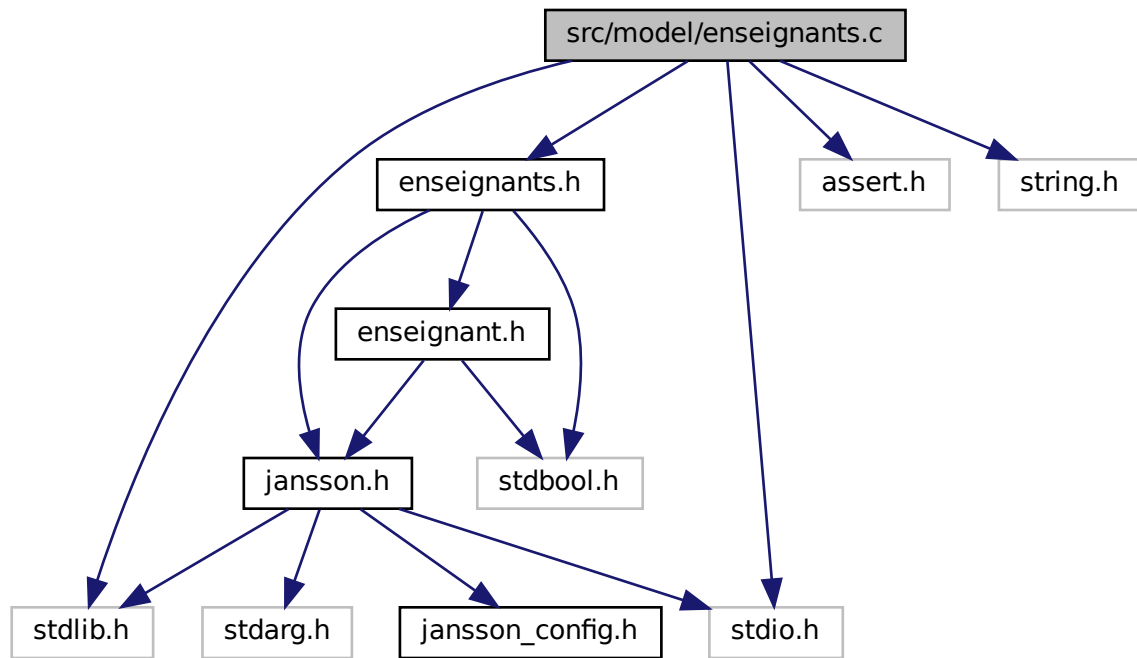 src/model/enseignants.c
enseignants.h
assert.h
string.h
enseignant.h
jansson.h
stdbool.h
stdlib.h
stdarg.h
jansson_config.h
stdio.h